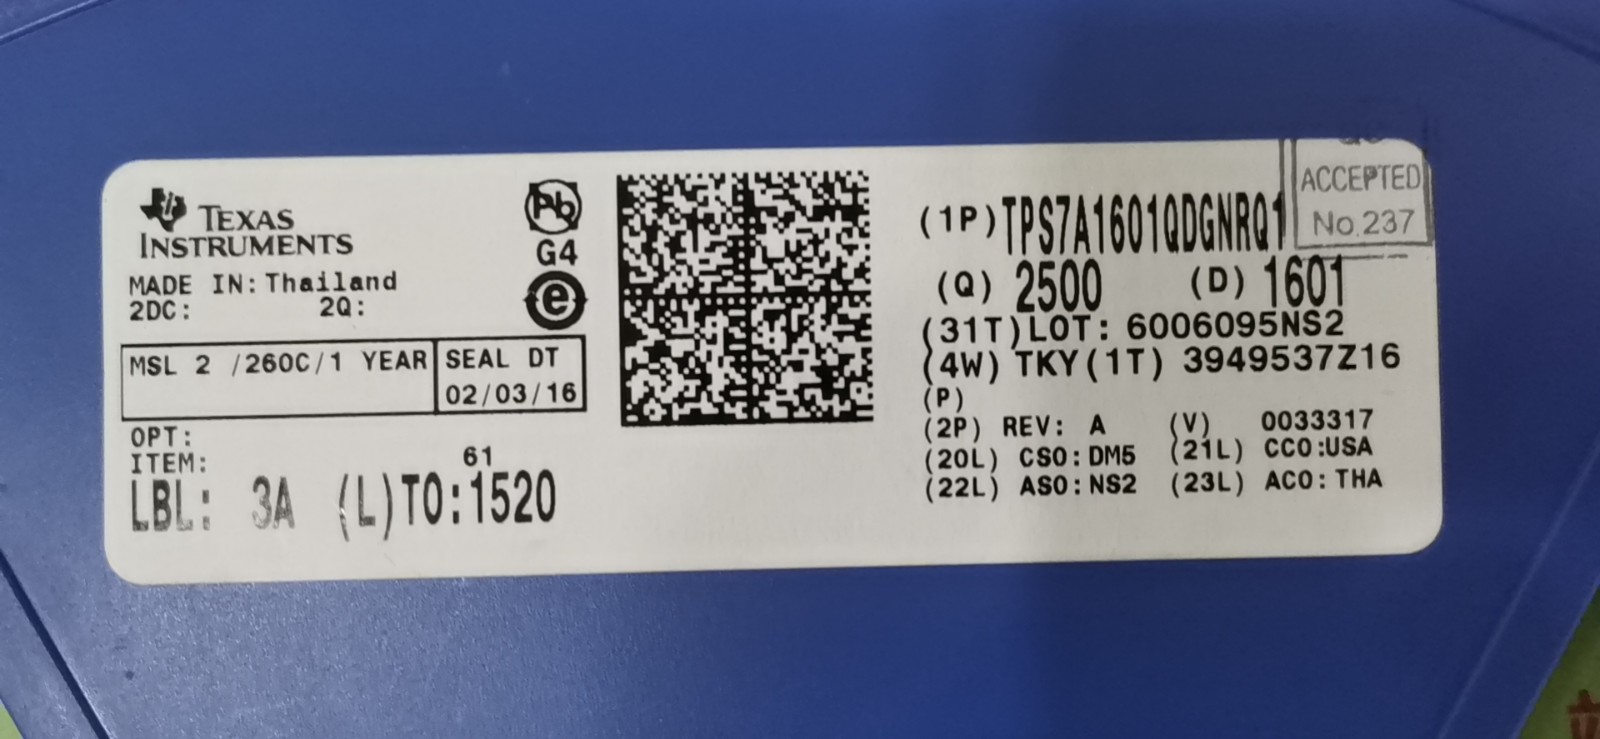 TEXAS
INSTRUMENTS
MADE IN: Thailand
2DC: 2Q:
MSL 2 /260C/1 YEAR
SEAL DT
02/03/16
OPT:
ITEM:
61
LBL: 3A (L)TO:1520
Pb
G4
e
(1P)TPS7A1601QDGNRQ1
(Q) 2500 (D) 1601
(31T)LOT: 6006095NS2
(4W) TKY(1T) 3949537Z16
(P)
(2P) REV: A (V) 0033317
(20L) CSO:DM5 (21L) CCO:USA
(22L) ASO:NS2 (23L) ACO:THA
ACCEPTED
No.237